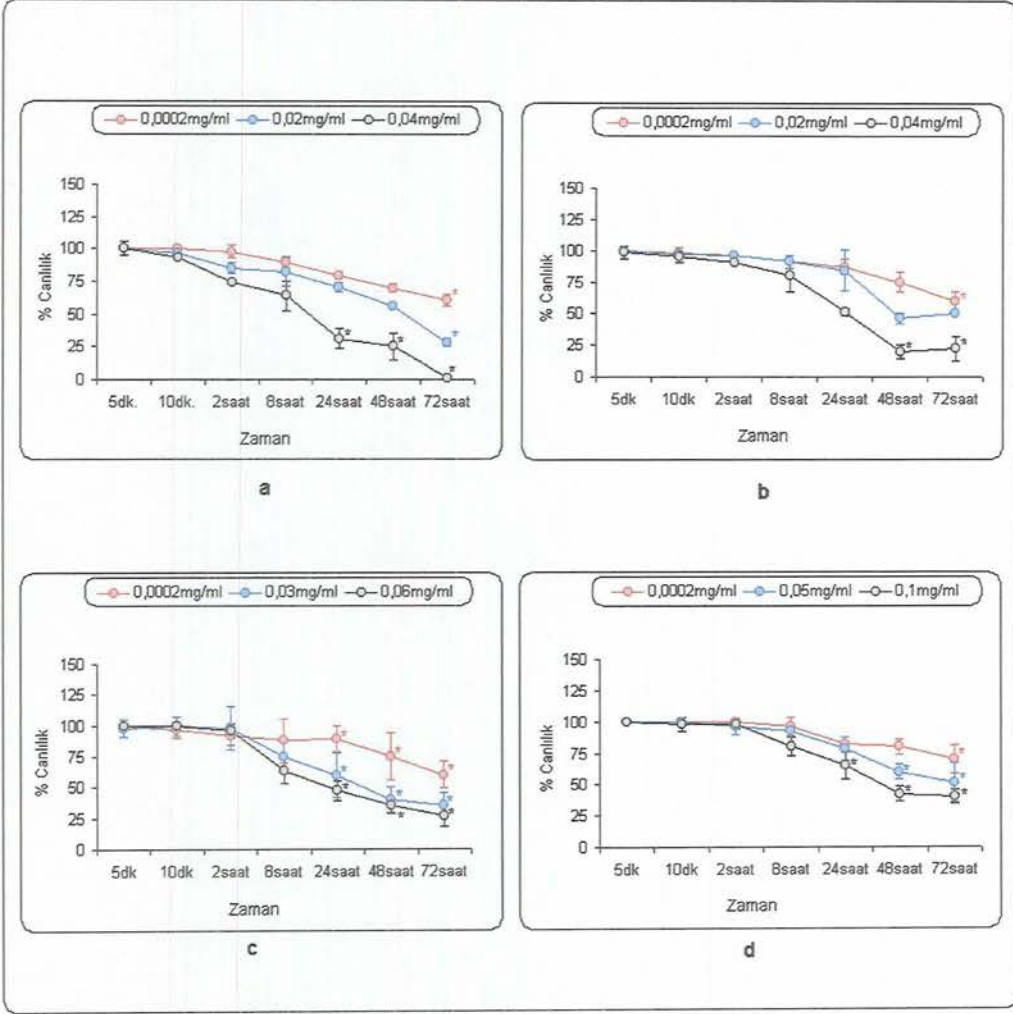 0,0002mg/ml 0,02mg/ml 0,04mg/ml
150
125
100
75
50
25
0
% Canlılık
5dk. 10dk. 2saat 8saat 24saat 48saat 72saat
Zaman
a
0,0002mg/ml 0,02mg/ml 0,04mg/ml
150
125
100
75
50
25
0
% Canlılık
5dk 10dk 2saat 8saat 24saat 48saat 72saat
Zaman
b
0,0002mg/ml 0,03mg/ml 0,06mg/ml
150
125
100
75
50
25
0
% Canlılık
5dk 10dk 2saat 8saat 24saat 48saat 72saat
Zaman
c
0,0002mg/ml 0,05mg/ml 0,1mg/ml
150
125
100
75
50
25
0
% Canlılık
5dk 10dk 2saat 8saat 24saat 48saat 72saat
Zaman
d